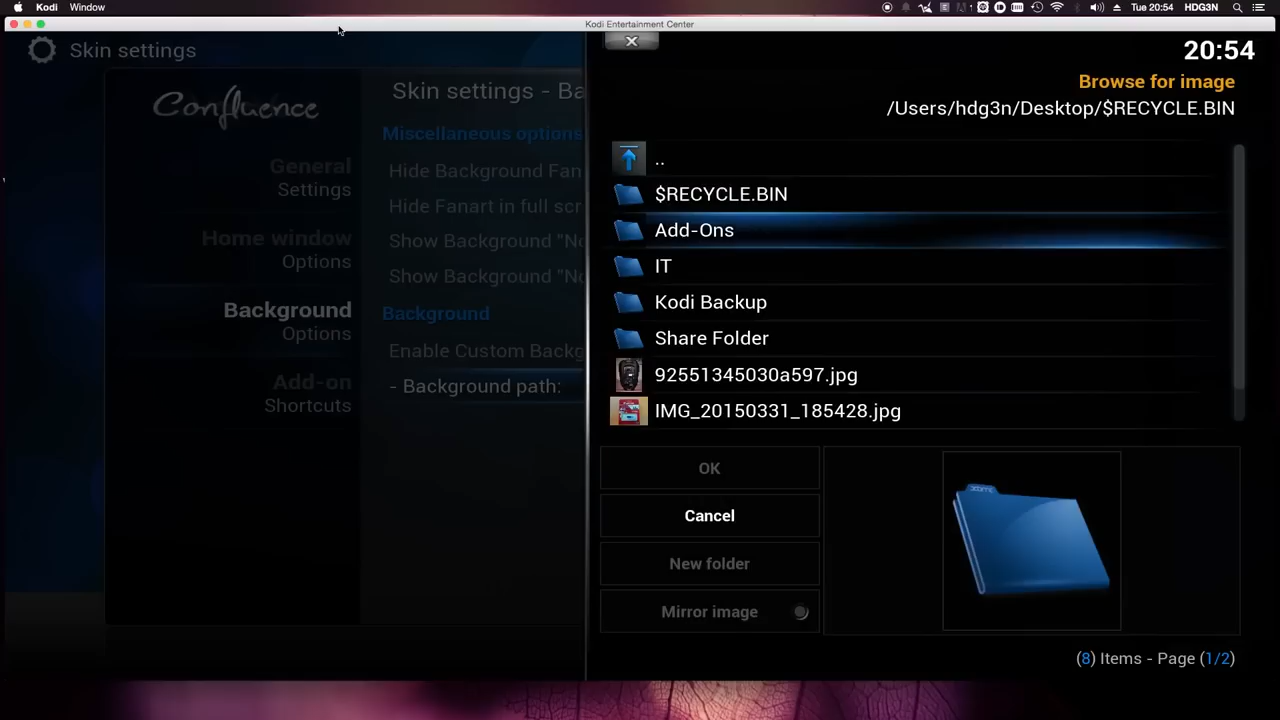 Kodi Window
Tue 20:54 HDG3N
Kodi Entertainment Center
Skin settings
Confluence
General
Settings
Home window
Options
Background
Options
Add-on
Shortcuts
Skin settings - Ba
Miscellaneous options
Hide Background Fan
Hide Fanart in full scr
Show Background "No
Show Background "No
Background
Enable Custom Backg
- Background path:
20:54
Browse for image
/Users/hdg3n/Desktop/$RECYCLE.BIN
..
$RECYCLE.BIN
Add-Ons
IT
Kodi Backup
Share Folder
92551345030a597.jpg
IMG_20150331_185428.jpg
OK
Cancel
New folder
Mirror image
(8) Items - Page (1/2)